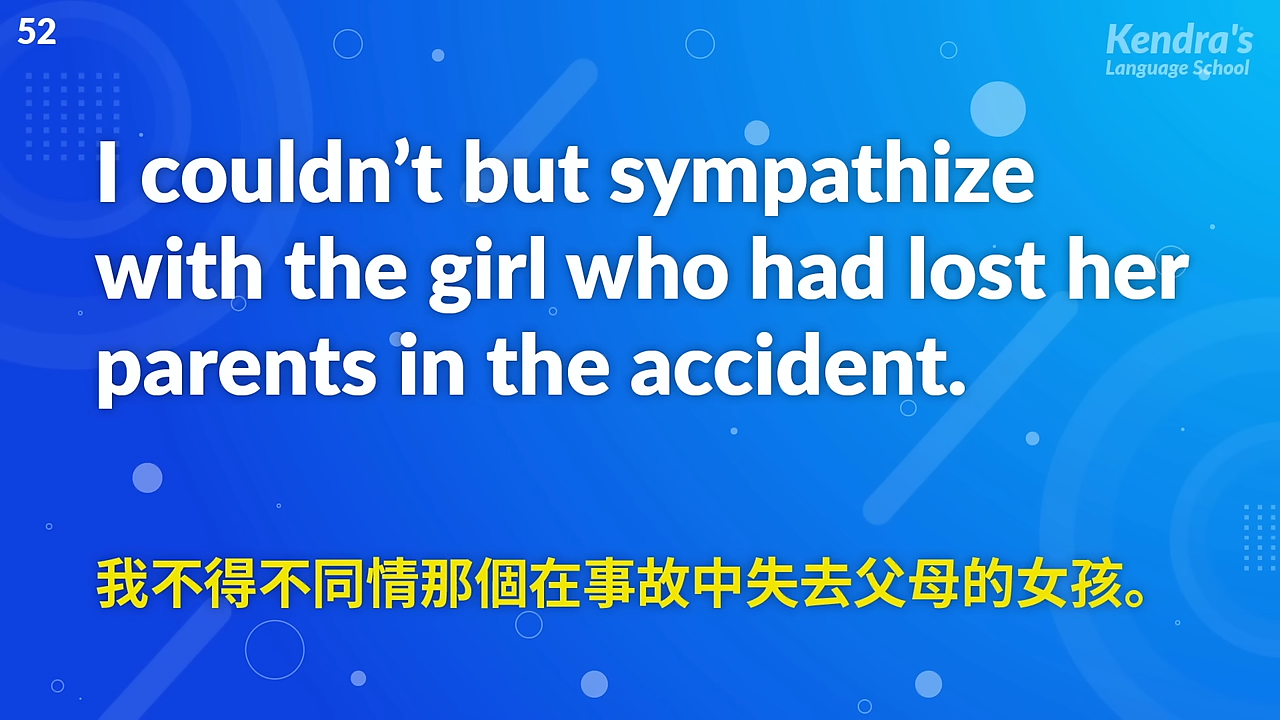 52
Kendra's
Language School
I couldn’t but sympathize
with the girl who had lost her
parents in the accident.
我不得不同情那個在事故中失去父母的女孩。